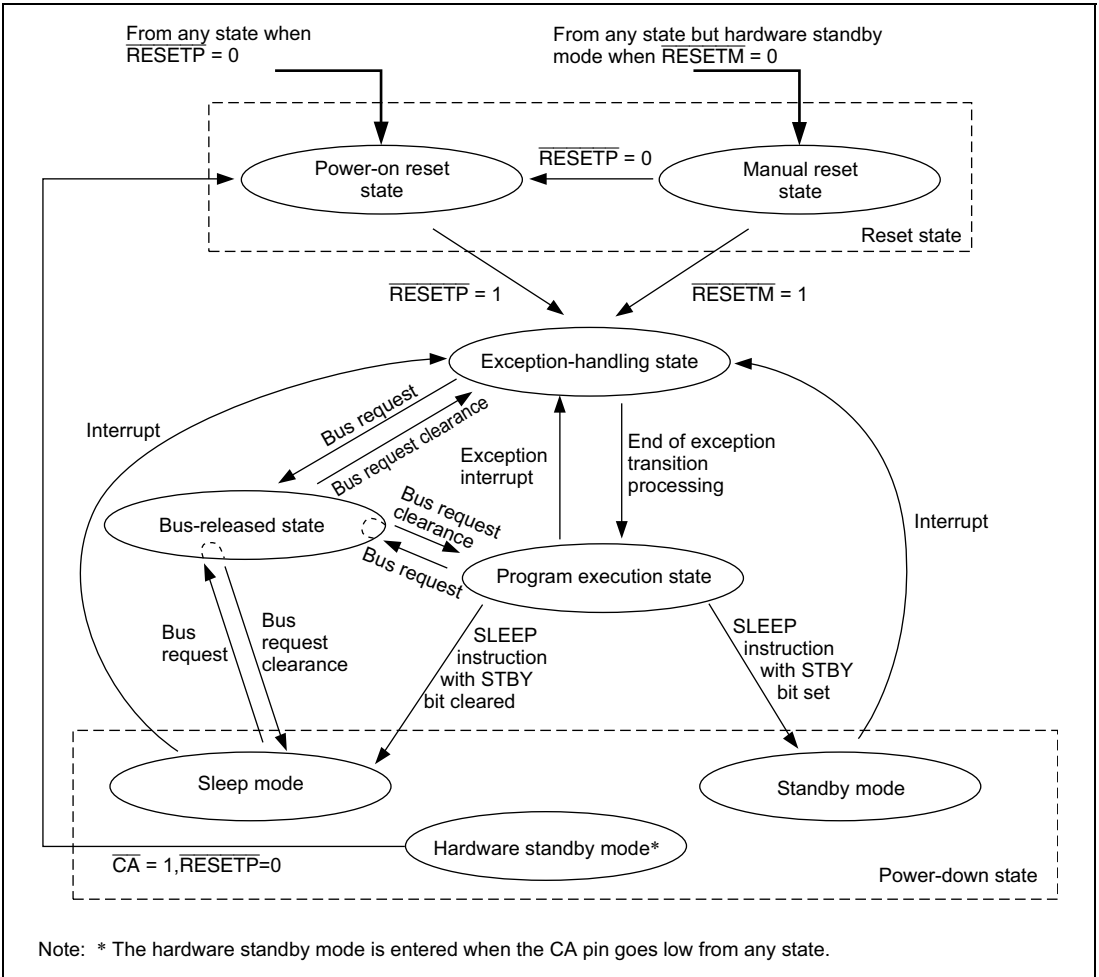 From any state when
RESETP = 0
From any state but hardware standby
mode when RESETM = 0
Power-on reset
state
RESETP = 0
Manual reset
state
Reset state
RESETP = 1
RESETM = 1
Exception-handling state
Interrupt
Bus request
Bus request clearance
Exception
interrupt
End of exception
transition
processing
Interrupt
Bus-released state
Bus request
clearance
Bus request
Program execution state
Bus
request
Bus
request
clearance
SLEEP
instruction
with STBY
bit cleared
SLEEP
instruction
with STBY
bit set
Sleep mode
Standby mode
Hardware standby mode*
CA = 1,RESETP=0
Power-down state
Note: * The hardware standby mode is entered when the CA pin goes low from any state.